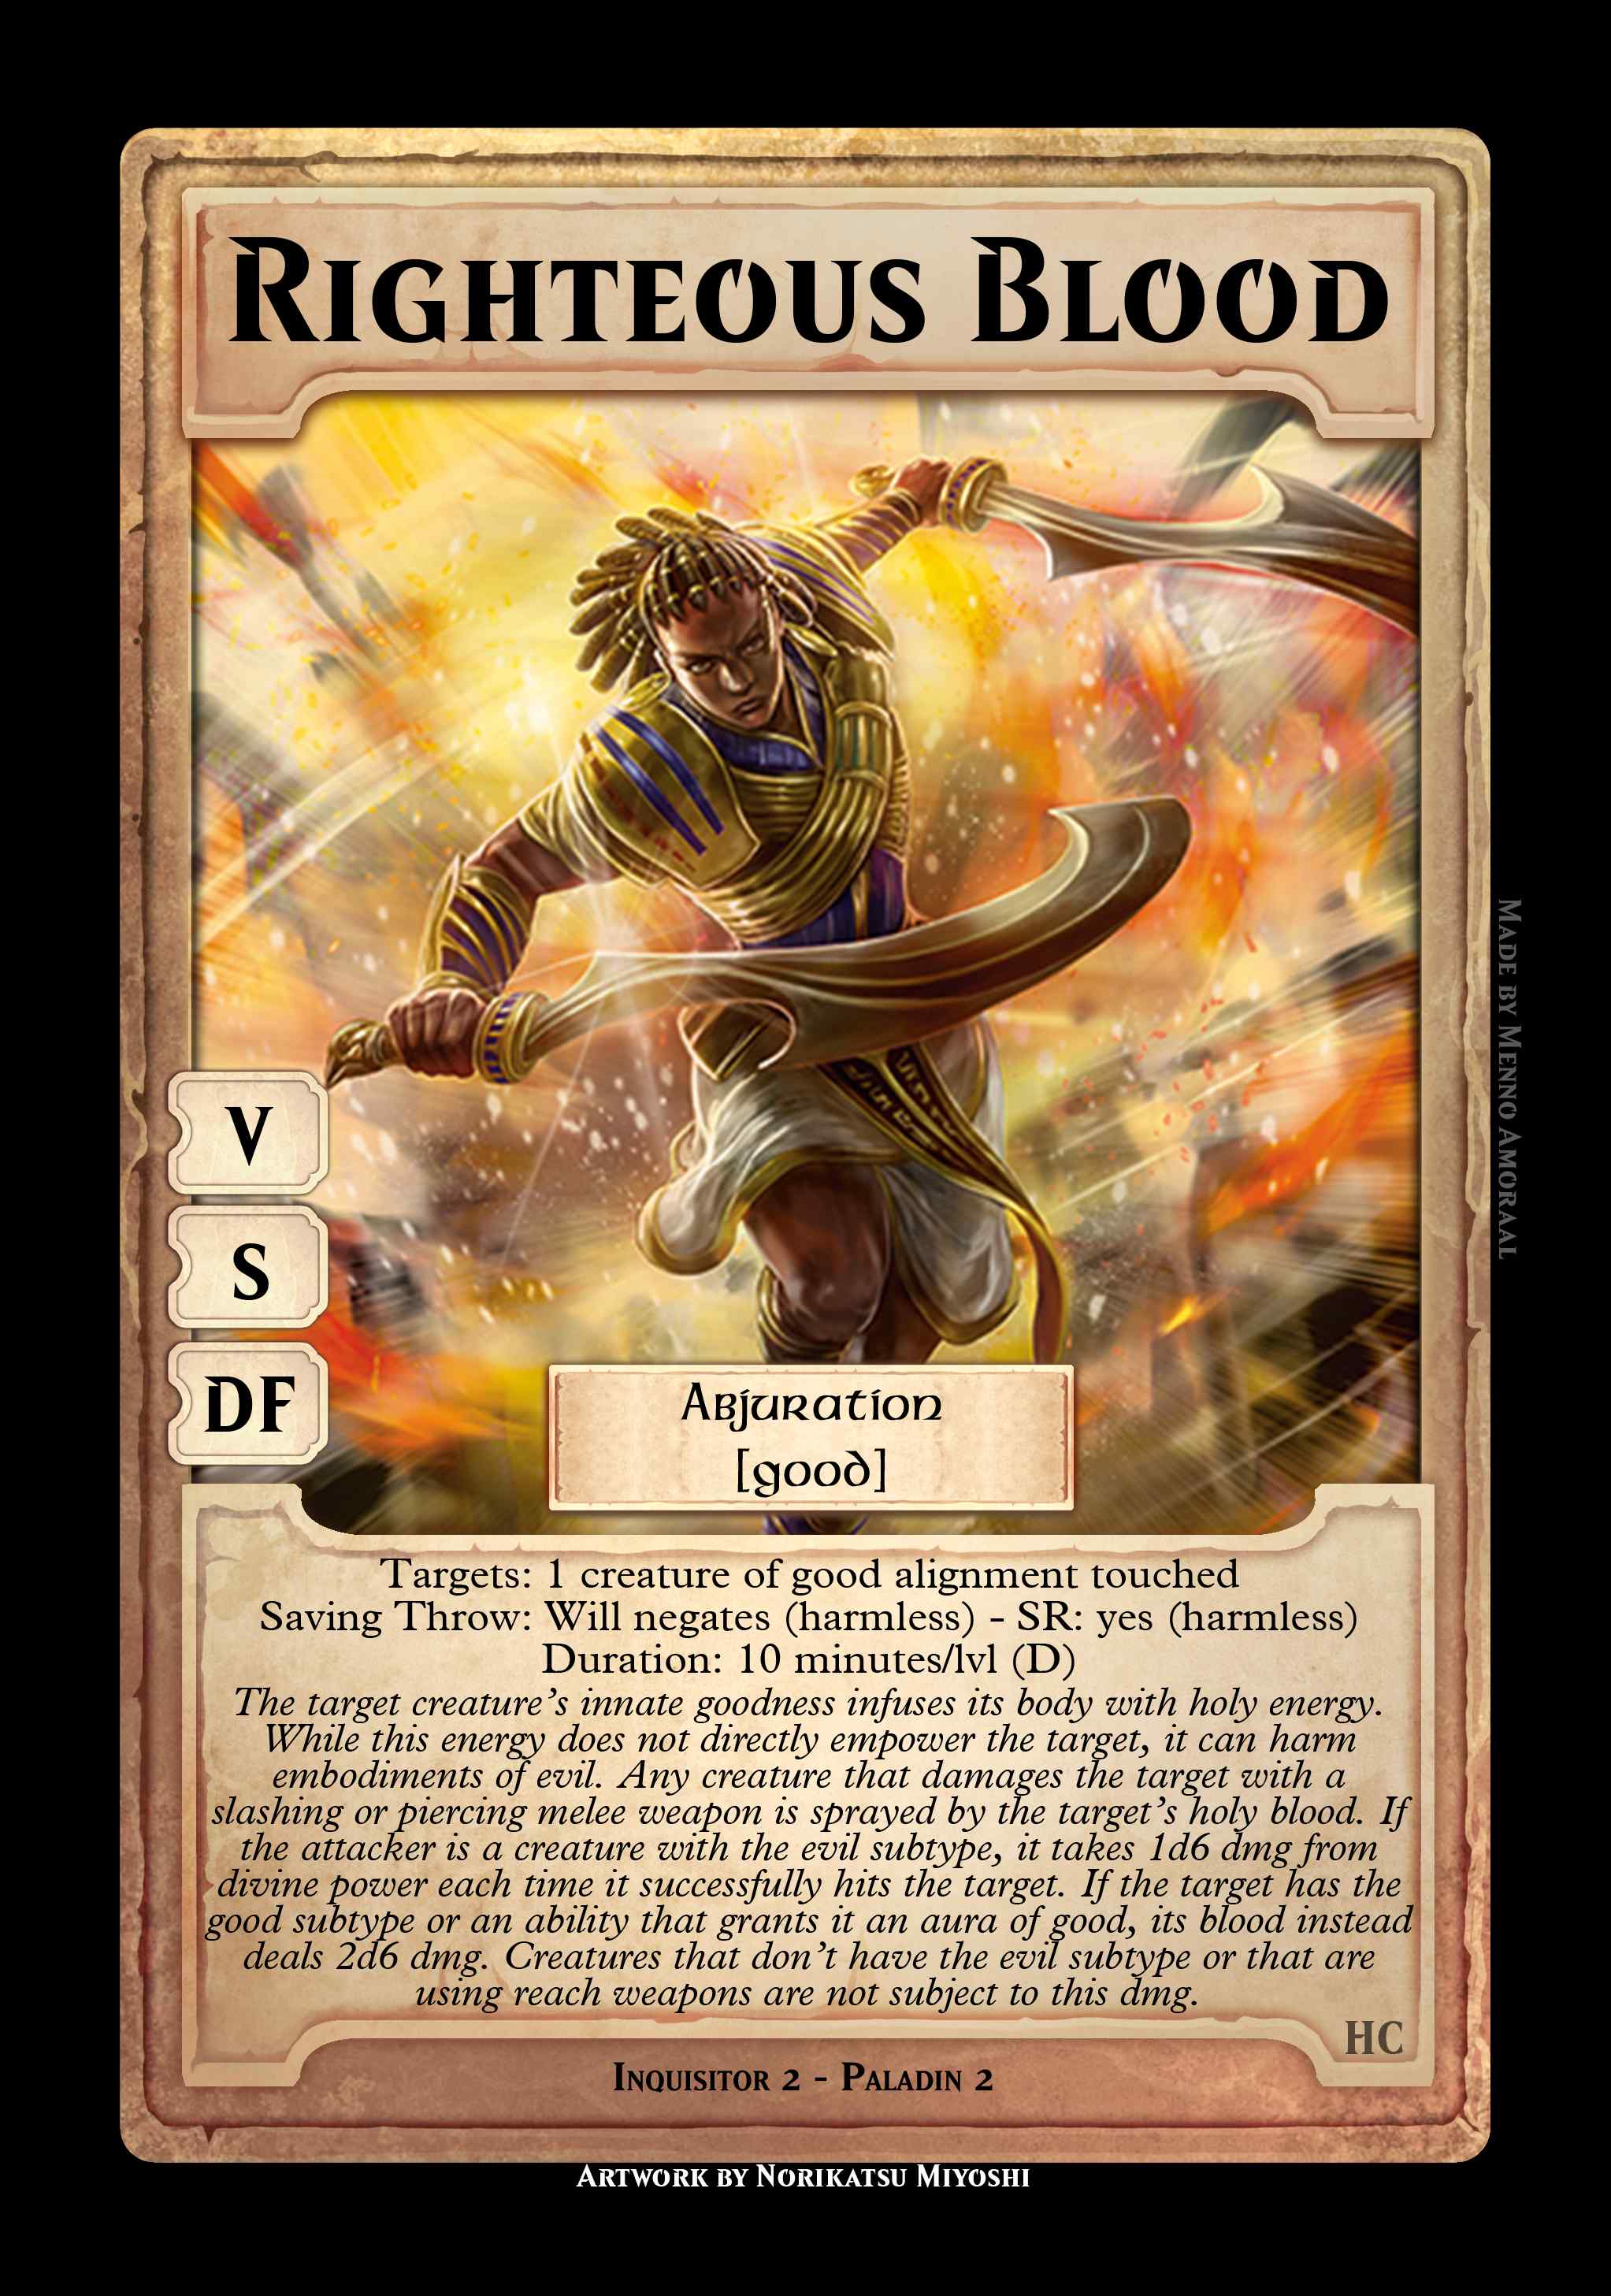 Righteous Blood
V
S
DF
Abjuration
[good]
Targets: 1 creature of good alignment touched
Saving Throw: Will negates (harmless) - SR: yes (harmless)
Duration: 10 minutes/lvl (D)
The target creature's innate goodness infuses its body with holy energy.
While this energy does not directly empower the target, it can harm
embodiments of evil. Any creature that damages the target with a
slashing or piercing melee weapon is sprayed by the target's holy blood. If
the attacker is a creature with the evil subtype, it takes 1d6 dmg from
divine power each time it successfully hits the target. If the target has the
good subtype or an ability that grants it an aura of good, its blood instead
deals 2d6 dmg. Creatures that don't have the evil subtype or that are
using reach weapons are not subject to this dmg.
HC
Inquisitor 2 - Paladin 2
Artwork by Norikatsu Miyoshi
Made by Menno Amoraal